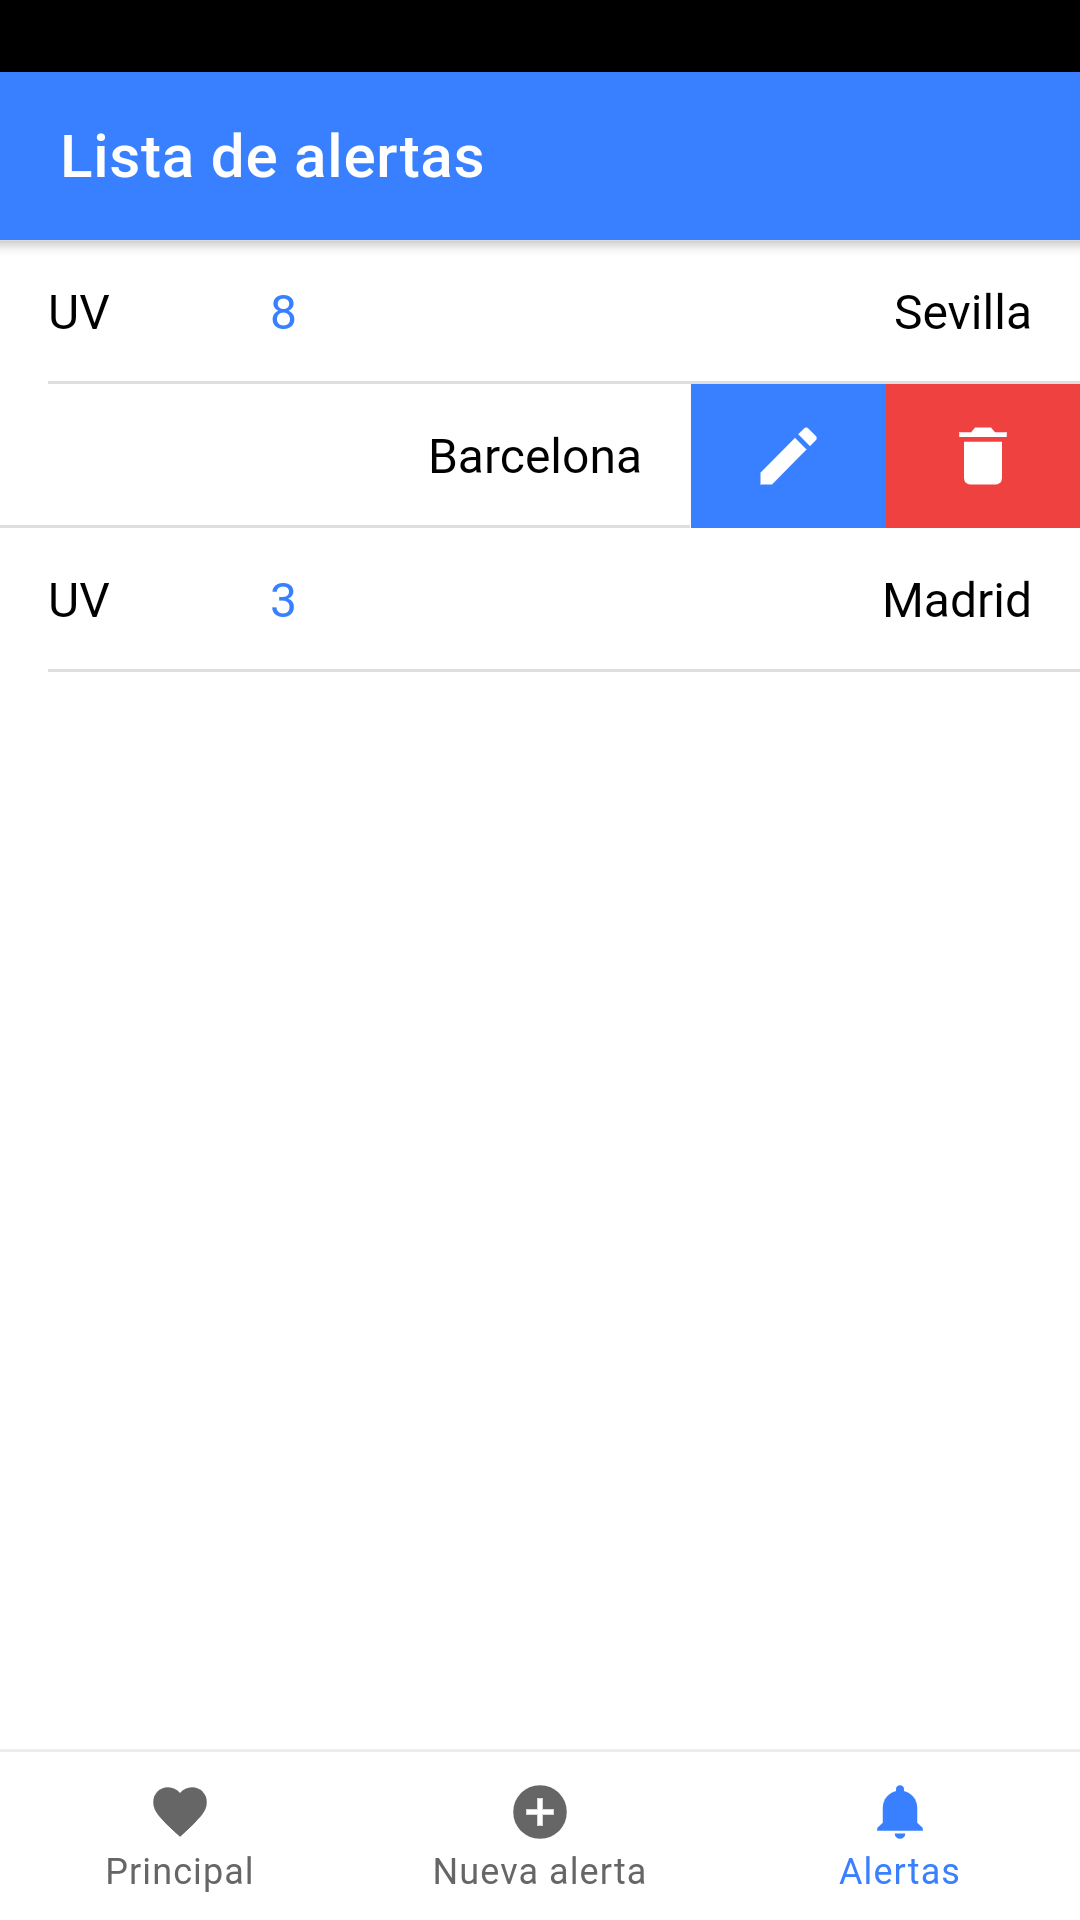 Lista de alertas
UV 8 Sevilla
Barcelona
UV 3 Madrid
Principal Nueva alerta Alertas